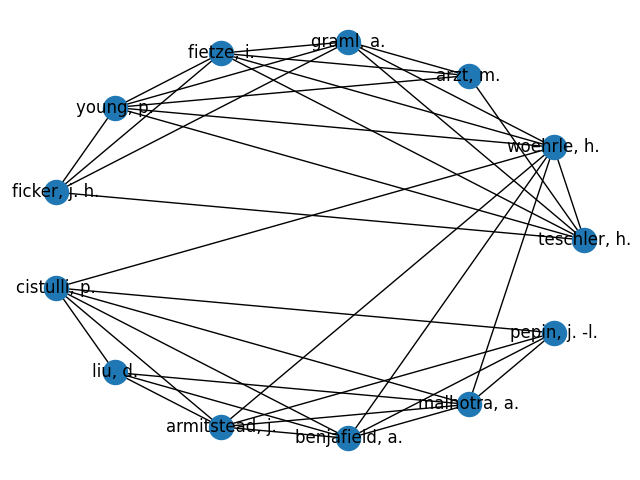 graml, a.
fietze, i.
arzt, m.
young, p.
woehrle, h.
ficker, j. h.
teschler, h.
cistulli, p.
pepin, j. -l.
liu, d.
malhotra, a.
armitstead, j.
benjafield, a.